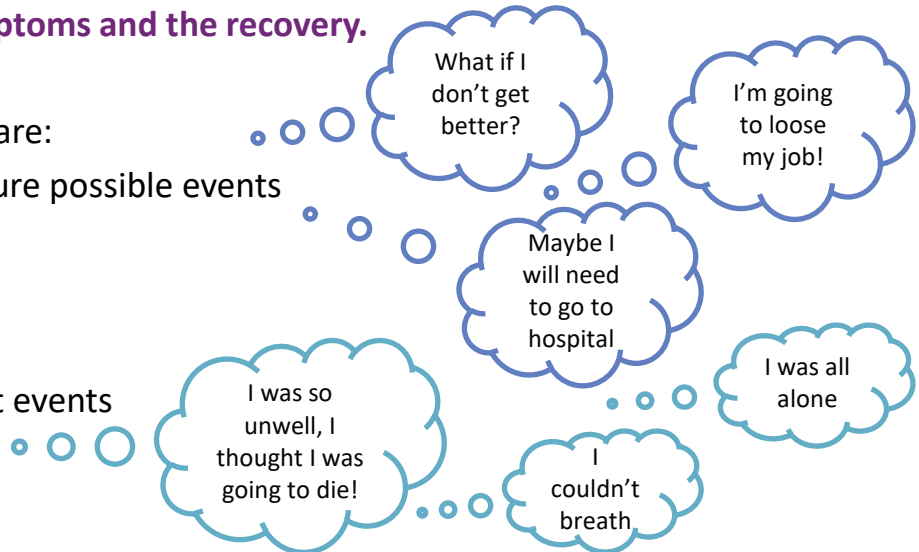 ptoms and the recovery.
What if I
don't get
better?
I'm going
to loose
my job!
are:
ure possible events
Maybe I
will need
to go to
hospital
t events
I was so
unwell, I
thought I was
going to die!
I was all
alone
I
couldn't
breath